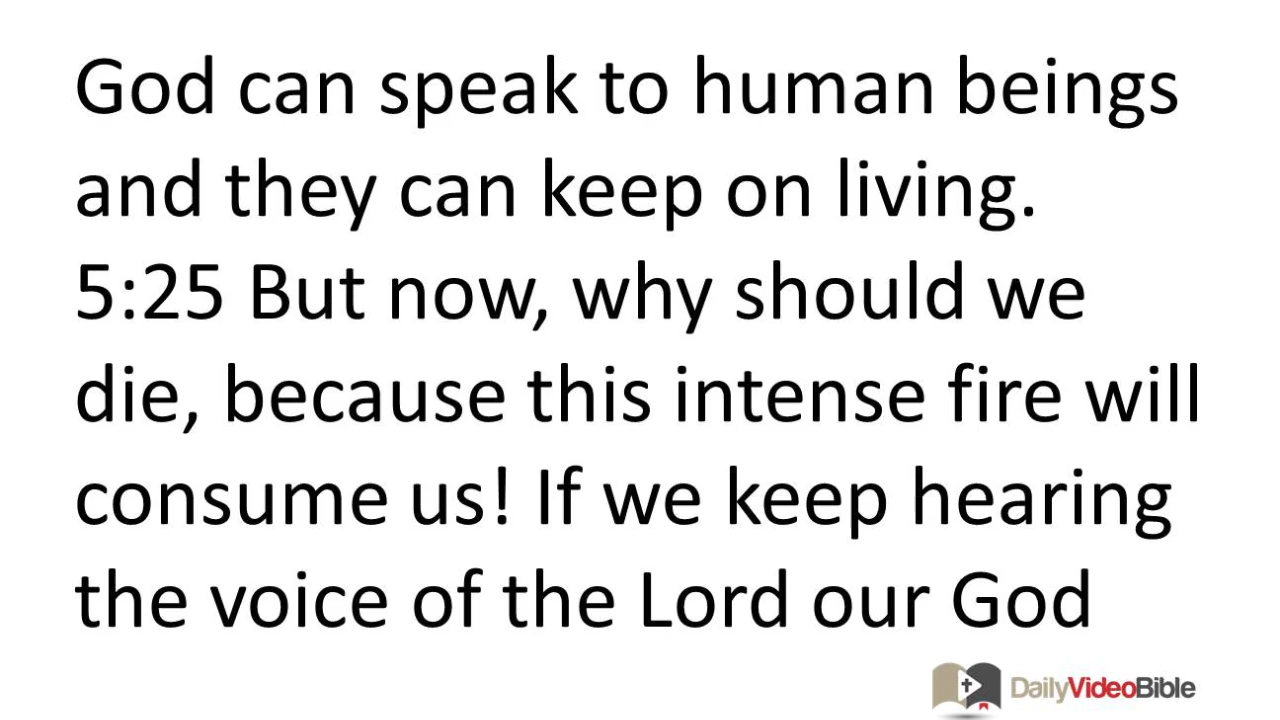 God can speak to human beings
and they can keep on living.
5:25 But now, why should we
die, because this intense fire will
consume us! If we keep hearing
the voice of the Lord our God
DailyVideoBible